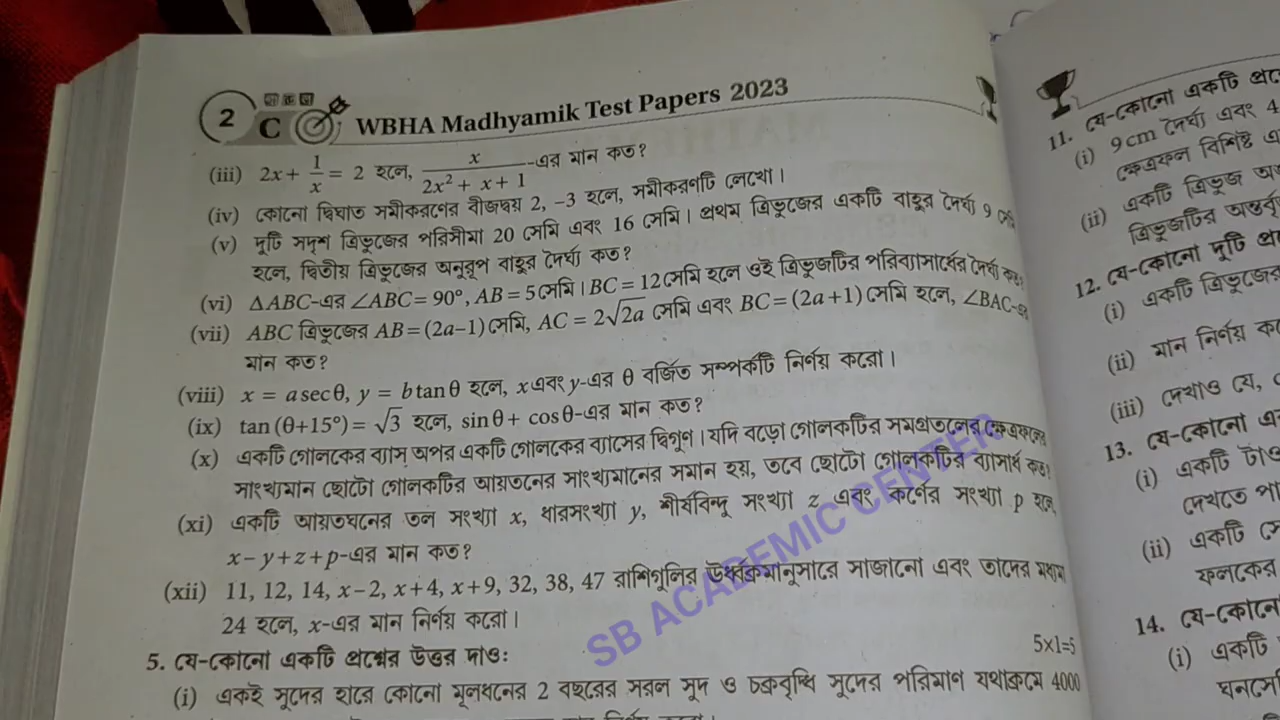 2
C
WBHA Madhyamik Test Papers 2023
(iii) 2x + 1/x = 2 হলে, x/(2x² + x + 1) -এর মান কত?
(iv) কোনো দ্বিঘাত সমীকরণের বীজদ্বয় 2, –3 হলে, সমীকরণটি লেখো।
(v) দুটি সদৃশ ত্রিভুজের পরিসীমা 20 সেমি এবং 16 সেমি। প্রথম ত্রিভুজের একটি বাহুর দৈর্ঘ্য 9 সেমি
হলে, দ্বিতীয় ত্রিভুজের অনুরূপ বাহুর দৈর্ঘ্য কত?
(vi) ΔABC-এর ∠ABC = 90°, AB = 5 সেমি। BC = 12 সেমি হলে ওই ত্রিভুজটির পরিব্যাসার্ধের দৈর্ঘ্য কত?
(vii) ABC ত্রিভুজের AB = (2a–1) সেমি, AC = 2√2a সেমি এবং BC = (2a+1) সেমি হলে, ∠BAC-এর
মান কত?
(viii) x = a secθ, y = b tanθ হলে, x এবং y-এর θ বর্জিত সম্পর্কটি নির্ণয় করো।
(ix) tan (θ+15°) = √3 হলে, sinθ + cosθ-এর মান কত?
(x) একটি গোলকের ব্যাস অপর একটি গোলকের ব্যাসের দ্বিগুণ। যদি বড়ো গোলকটির সমগ্রতলের ক্ষেত্রফলের
সাংখ্যমান ছোটো গোলকটির আয়তনের সাংখ্যমানের সমান হয়, তবে ছোটো গোলকটির ব্যাসার্ধ কত?
(xi) একটি আয়তঘনের তল সংখ্যা x, ধারসংখ্যা y, শীর্ষবিন্দু সংখ্যা z এবং কর্ণের সংখ্যা p হলে,
x – y + z + p-এর মান কত?
(xii) 11, 12, 14, x – 2, x + 4, x + 9, 32, 38, 47 রাশিগুলির ঊর্ধ্বক্রমানুসারে সাজানো এবং তাদের মধ্যমা
24 হলে, x-এর মান নির্ণয় করো।
5. যে-কোনো একটি প্রশ্নের উত্তর দাও: 5×1=5
(i) একই সুদের হারে কোনো মূলধনের 2 বছরের সরল সুদ ও চক্রবৃদ্ধি সুদের পরিমাণ যথাক্রমে 4000
SB ACADEMIC CENTER
11. যে-কোনো একটি
(i) 9 cm দৈর্ঘ্য এবং 4
ক্ষেত্রফল বিশিষ্ট
(ii) একটি ত্রিভুজ
ত্রিভুজটির
12. যে-কোনো দুটি
(i) একটি ত্রিভুজের
(ii) মান নির্ণয়
(iii) দেখাও যে,
13. যে-কোনো
(i) একটি
দেখতে
(ii) একটি
ফলকের
14. যে-কোনো
(i) একটি